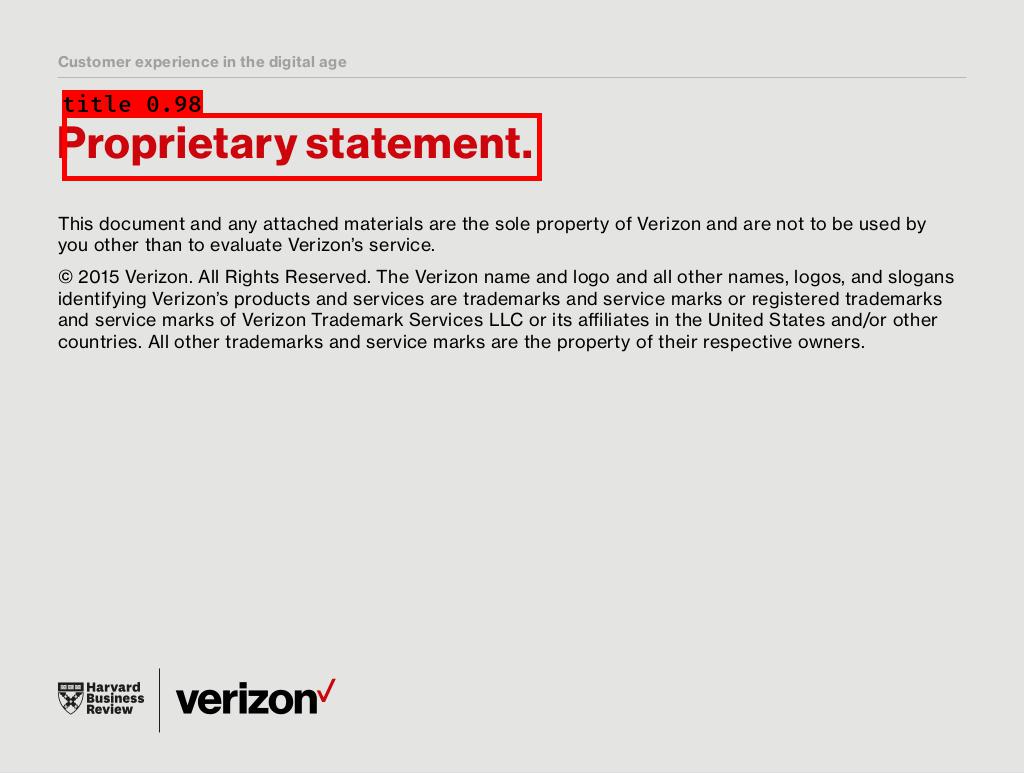 Customer experience in the digital age
title 0.98
Proprietary statement.
This document and any attached materials are the sole property of Verizon and are not to be used by
you other than to evaluate Verizon’s service.
© 2015 Verizon. All Rights Reserved. The Verizon name and logo and all other names, logos, and slogans
identifying Verizon’s products and services are trademarks and service marks or registered trademarks
and service marks of Verizon Trademark Services LLC or its affiliates in the United States and/or other
countries. All other trademarks and service marks are the property of their respective owners.
Harvard
Business
Review
verizon